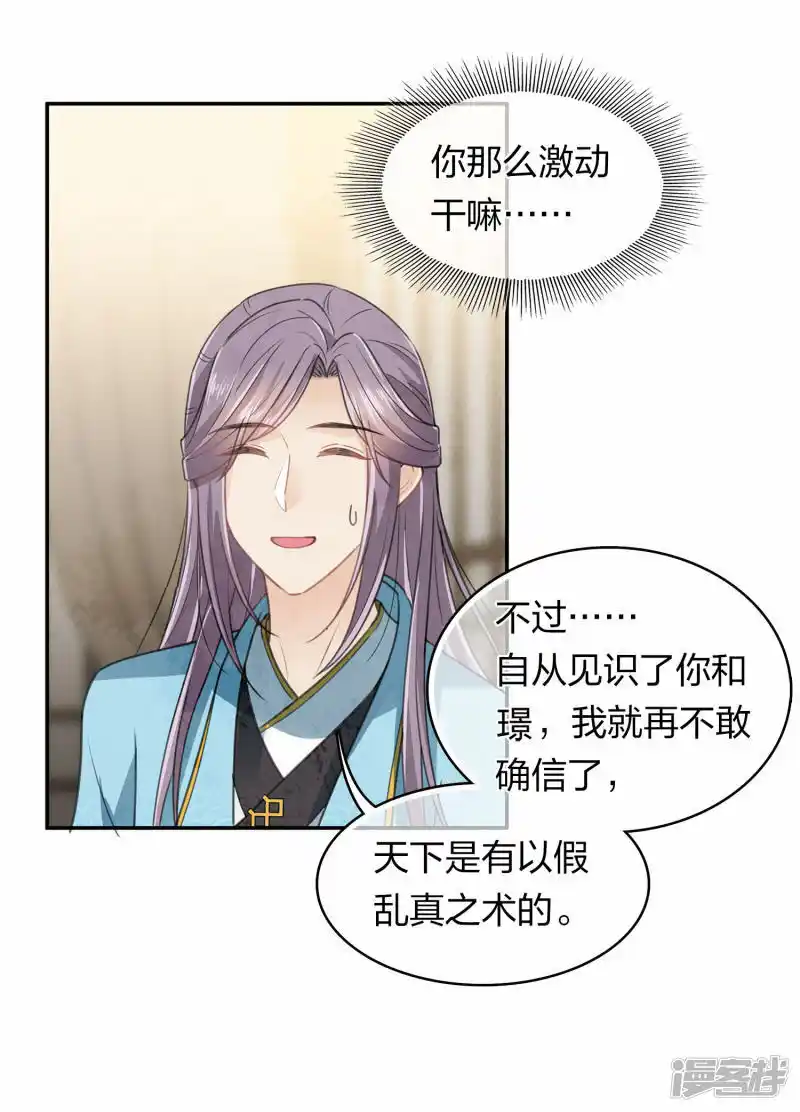 你那么激动
干嘛……
不过……
自从见识了你和
璟，我就再不敢
确信了，
天下是有以假
乱真之术的。
漫客栈